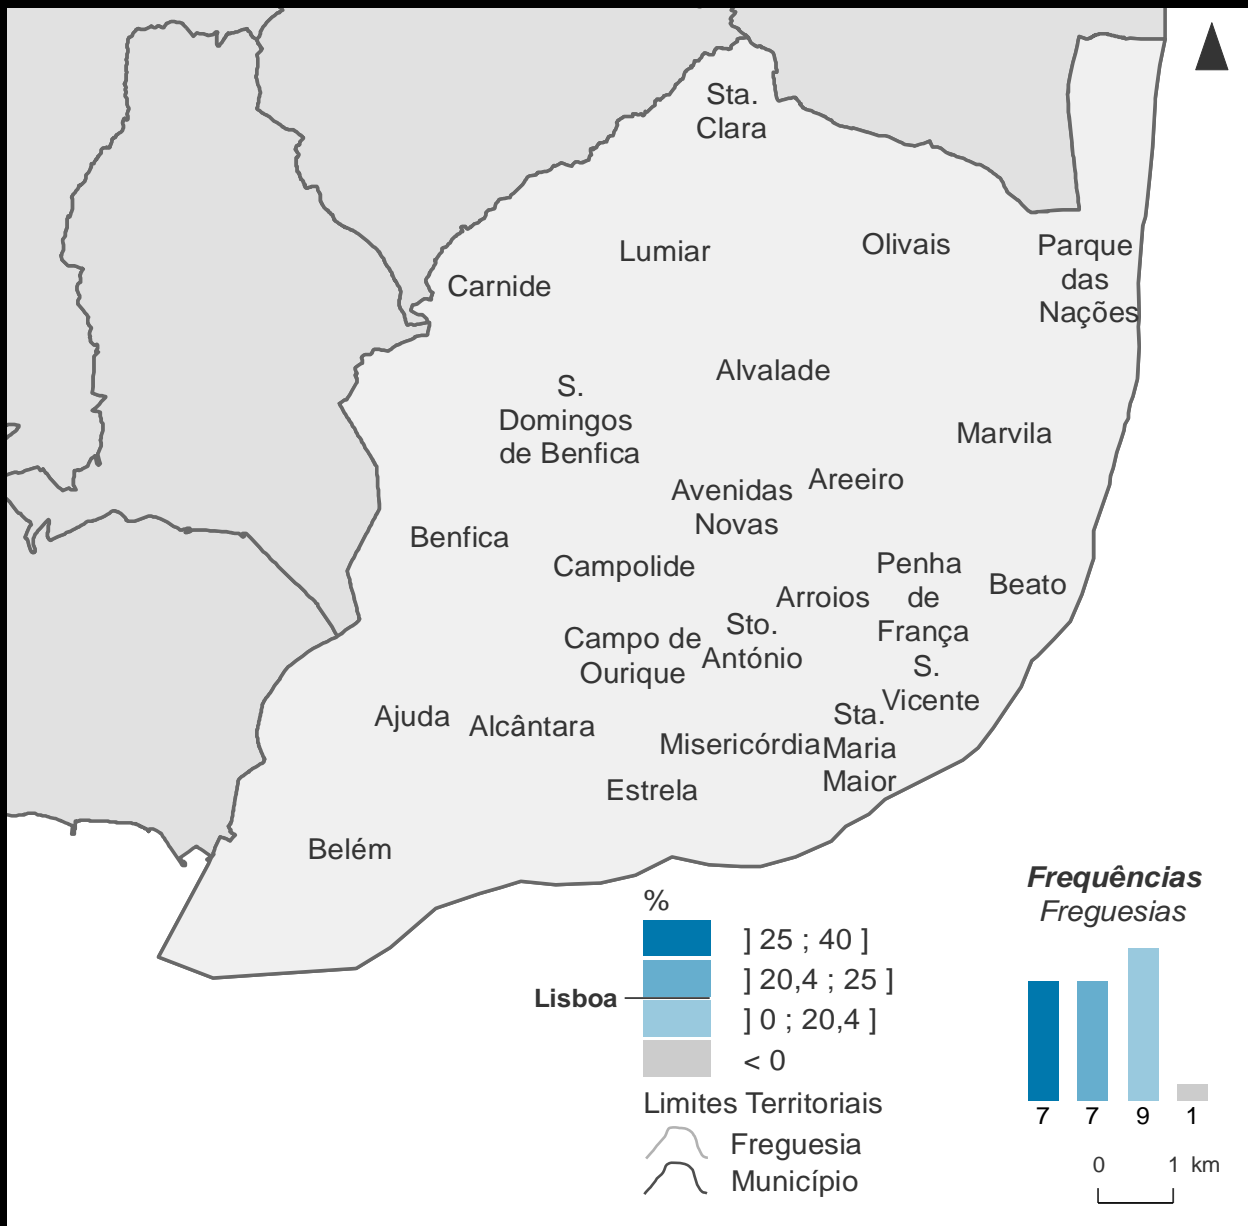 Sta.
Clara
Lumiar
Olivais
Parque
das
Nações
Carnide
Alvalade
S.
Domingos
de Benfica
Marvila
Avenidas
Novas
Areeiro
Benfica
Campolide
Penha
de
França
Beato
Arroios
Sto.
António
Campo de
Ourique
S.
Vicente
Ajuda
Alcântara
Sta.
Maria
Maior
Misericórdia
Estrela
Belém
%
] 25 ; 40 ]
] 20,4 ; 25 ]
Lisboa
] 0 ; 20,4 ]
< 0
Limites Territoriais
Freguesia
Município
Frequências
Freguesias
7 7 9 1
0 1 km